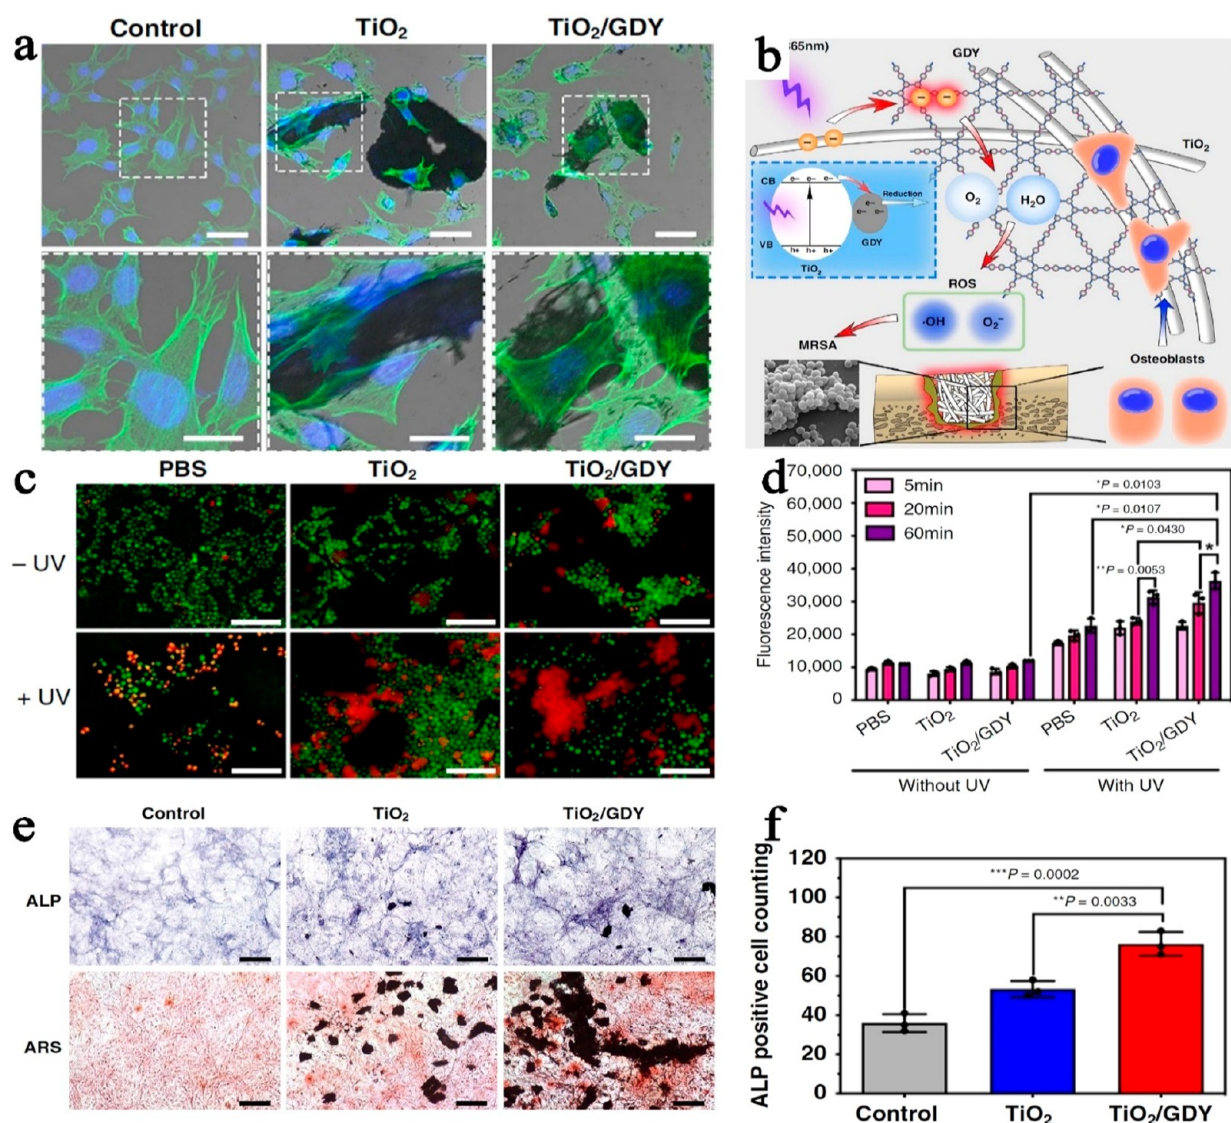 a
Control
TiO₂
TiO₂/GDY
b
365nm)
GDY
TiO₂
CB
e− e− e−
Reduction
e− e−
e−
GDY
VB
h+ h+ h+
TiO₂
O₂
H₂O
ROS
·OH
O₂⁻
MRSA
Osteoblasts
c
PBS
TiO₂
TiO₂/GDY
– UV
+ UV
d
Fluorescence intensity
70,000
60,000
50,000
40,000
30,000
20,000
10,000
0
5min
20min
60min
*P = 0.0103
*P = 0.0107
*P = 0.0430
*
**P = 0.0053
PBS
TiO₂
TiO₂/GDY
PBS
TiO₂
TiO₂/GDY
Without UV
With UV
e
Control
TiO₂
TiO₂/GDY
ALP
ARS
f
ALP positive cell counting
120
100
80
60
40
20
0
***P = 0.0002
**P = 0.0033
Control
TiO₂
TiO₂/GDY